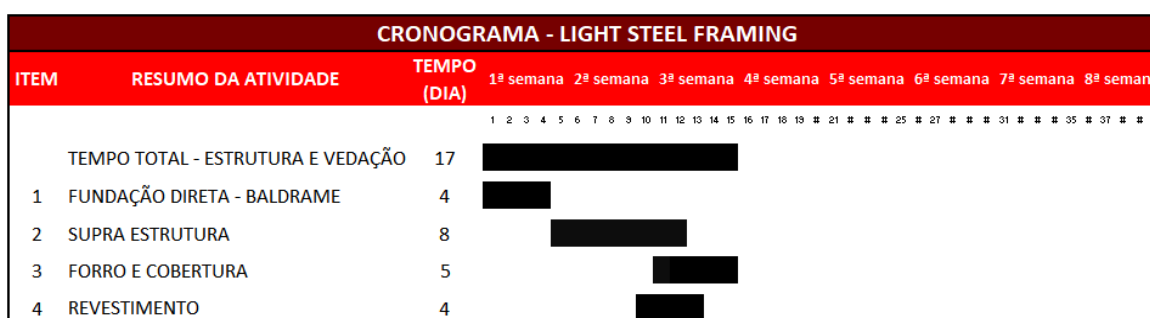 CRONOGRAMA - LIGHT STEEL FRAMING
ITEM RESUMO DA ATIVIDADE TEMPO (DIA) 1ª semana 2ª semana 3ª semana 4ª semana 5ª semana 6ª semana 7ª semana 8ª seman
1 2 3 4 5 6 7 8 9 10 11 12 13 14 15 16 17 18 19 # 21 # # # 25 # 27 # # # 31 # # # 35 # 37 # #
TEMPO TOTAL - ESTRUTURA E VEDAÇÃO 17
1 FUNDAÇÃO DIRETA - BALDRAME 4
2 SUPRA ESTRUTURA 8
3 FORRO E COBERTURA 5
4 REVESTIMENTO 4